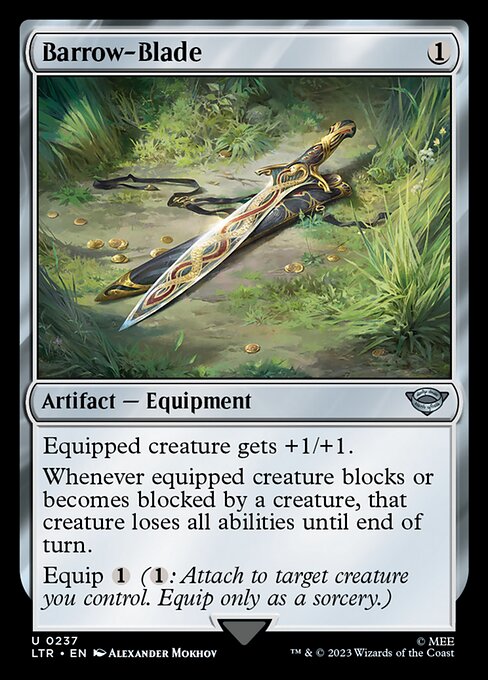 Barrow-Blade 1
Artifact — Equipment
Equipped creature gets +1/+1.
Whenever equipped creature blocks or
becomes blocked by a creature, that
creature loses all abilities until end of
turn.
Equip 1 (1: Attach to target creature
you control. Equip only as a sorcery.)
U 0237 © MEE
LTR • EN Alexander Mokhov ™ & © 2023 Wizards of the Coast